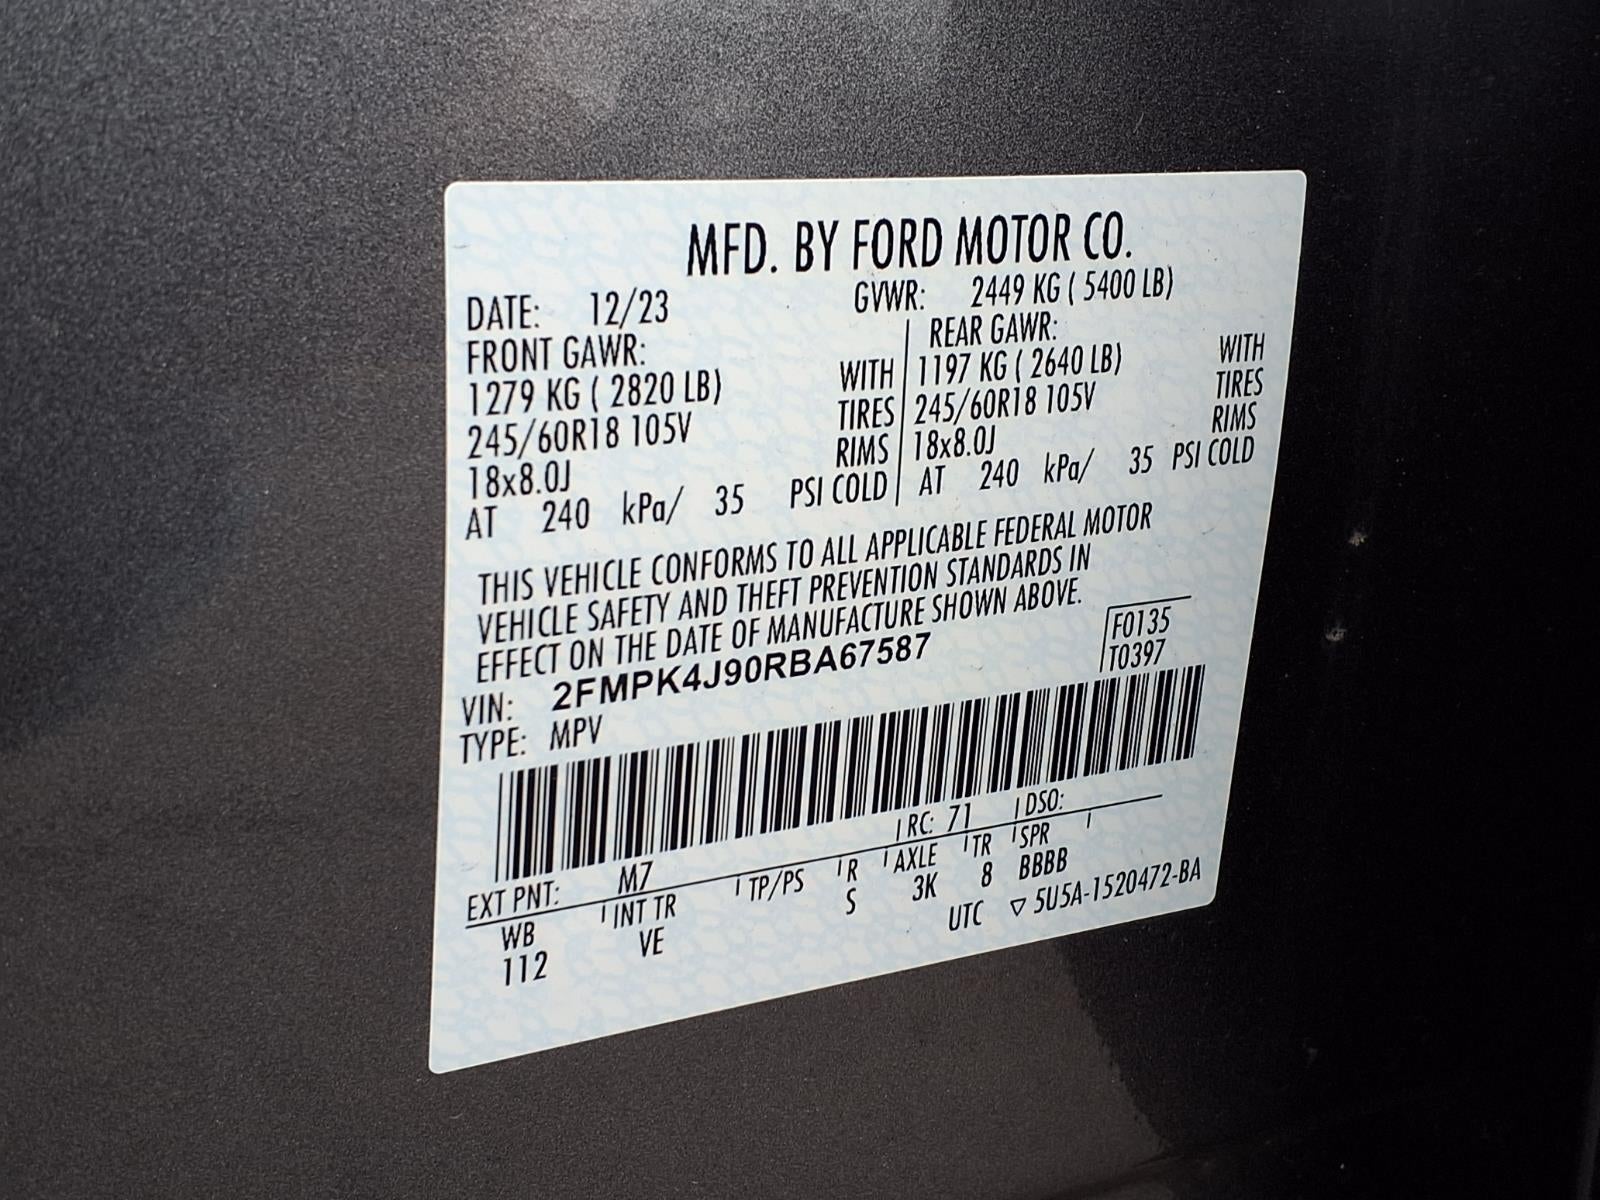 MFD. BY FORD MOTOR CO.
DATE: 12/23 GVWR: 2449 KG ( 5400 LB)
FRONT GAWR: REAR GAWR:
1279 KG ( 2820 LB) WITH 1197 KG ( 2640 LB) WITH
245/60R18 105V TIRES 245/60R18 105V TIRES
18x8.0J RIMS 18x8.0J RIMS
AT 240 kPa/ 35 PSI COLD AT 240 kPa/ 35 PSI COLD
THIS VEHICLE CONFORMS TO ALL APPLICABLE FEDERAL MOTOR
VEHICLE SAFETY AND THEFT PREVENTION STANDARDS IN
EFFECT ON THE DATE OF MANUFACTURE SHOWN ABOVE.
VIN: 2FMPK4J90RBA67587 F0135
TYPE: MPV T0397
EXT PNT: M7 RC: 71 DSO:
WB INT TR TP/PS R AXLE TR SPR
112 VE S 3K 8 BBBB
UTC ▽ 5U5A-1520472-BA